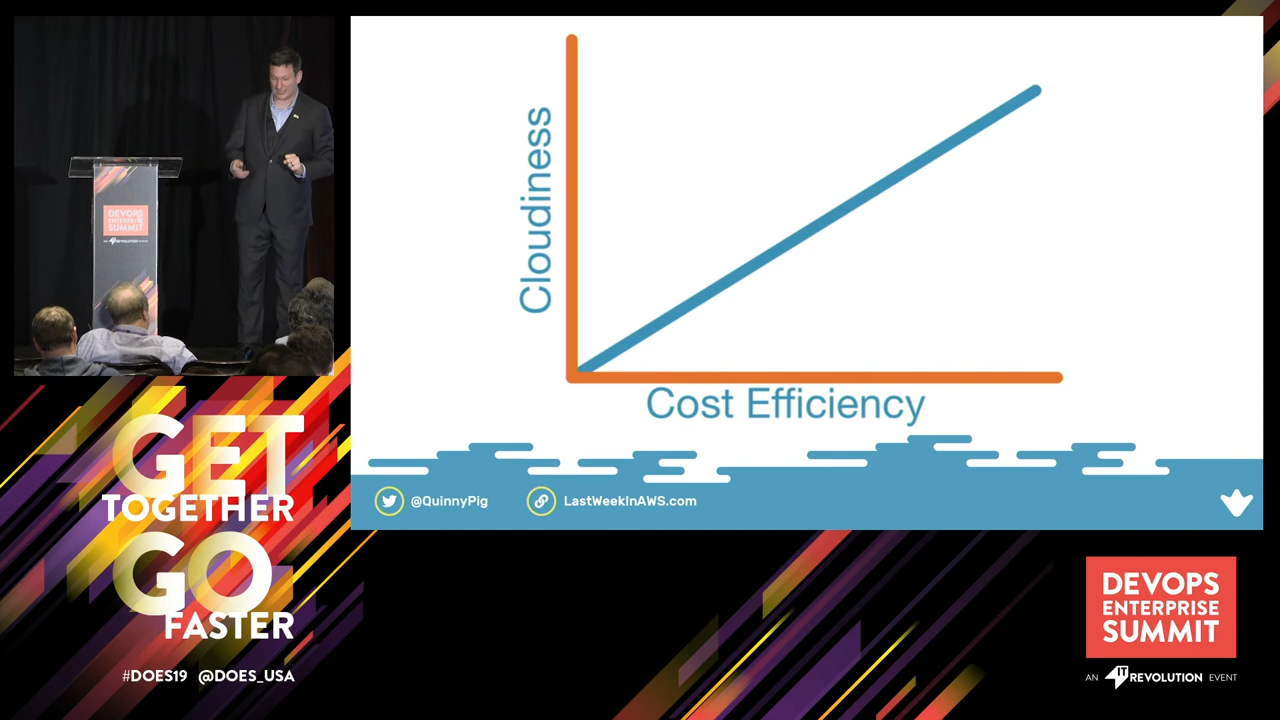 DEVOPS
ENTERPRISE
SUMMIT
Cloudiness
Cost Efficiency
@QuinnyPig
LastWeekInAWS.com
GET
TOGETHER
GO
FASTER
#DOES19 @DOES_USA
DEVOPS
ENTERPRISE
SUMMIT
AN IT REVOLUTION EVENT